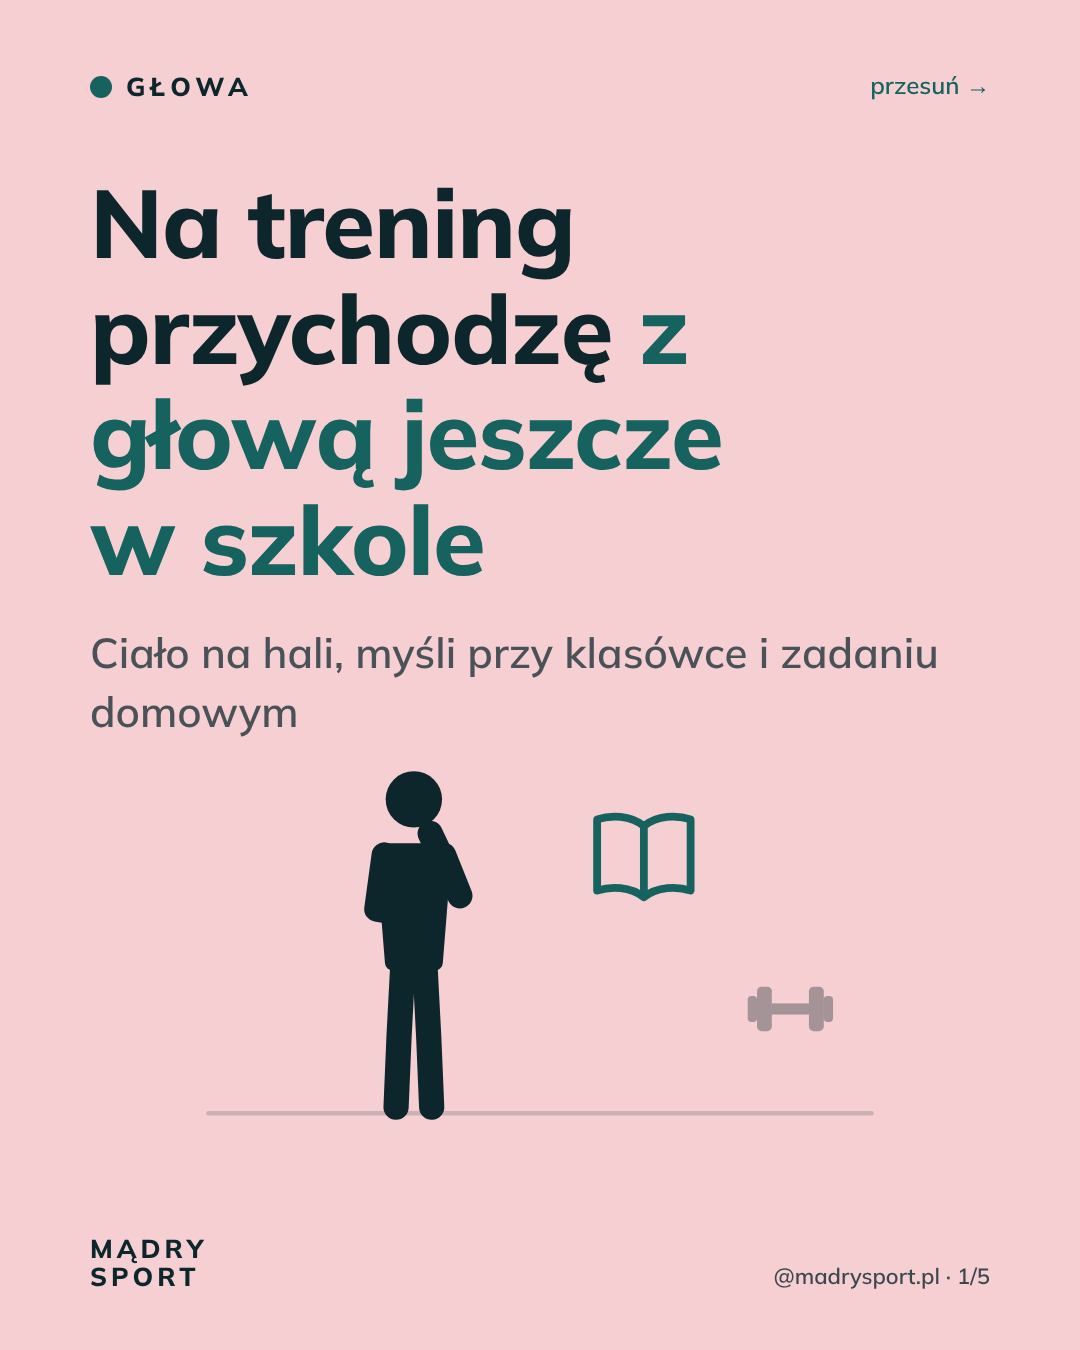 GŁOWA
przesuń →
Na trening
przychodzę z
głową jeszcze
w szkole
Ciało na hali, myśli przy klasówce i zadaniu
domowym
MĄDRY
SPORT
@madrysport.pl · 1/5